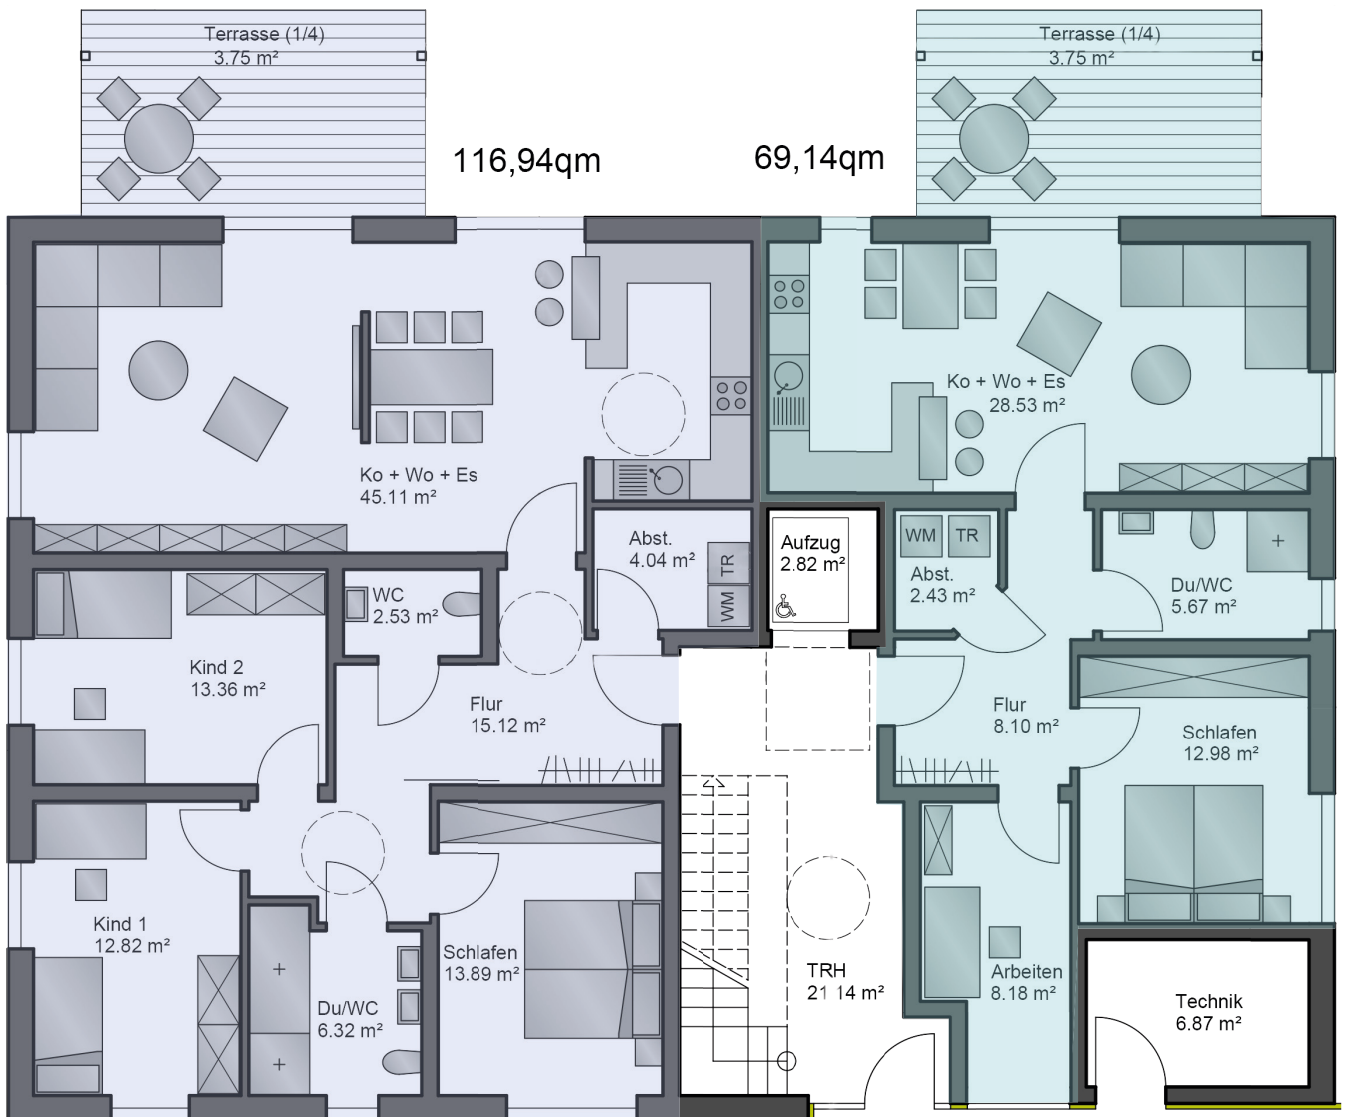 Terrasse (1/4)
3.75 m²
Terrasse (1/4)
3.75 m²
116,94qm
69,14qm
Ko + Wo + Es
28.53 m²
Ko + Wo + Es
45.11 m²
Abst.
4.04 m²
TR
WM
Aufzug
2.82 m²
WM
TR
Abst.
2.43 m²
Du/WC
5.67 m²
WC
2.53 m²
Kind 2
13.36 m²
Flur
15.12 m²
Flur
8.10 m²
Schlafen
12.98 m²
Kind 1
12.82 m²
Schlafen
13.89 m²
Du/WC
6.32 m²
TRH
21.14 m²
Arbeiten
8.18 m²
Technik
6.87 m²